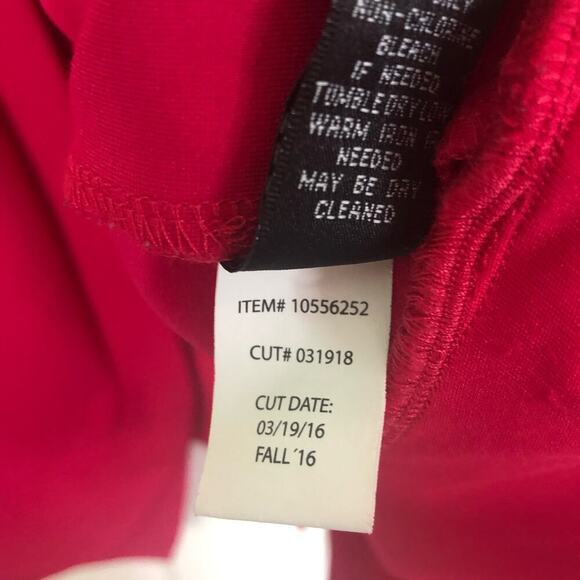 ONLY
NON-CHLORINE
BLEACH
IF NEEDED
TUMBLE DRY LOW
WARM IRON
NEEDED
MAY BE DRY
CLEANED
ITEM# 10556252
CUT# 031918
CUT DATE:
03/19/16
FALL´16